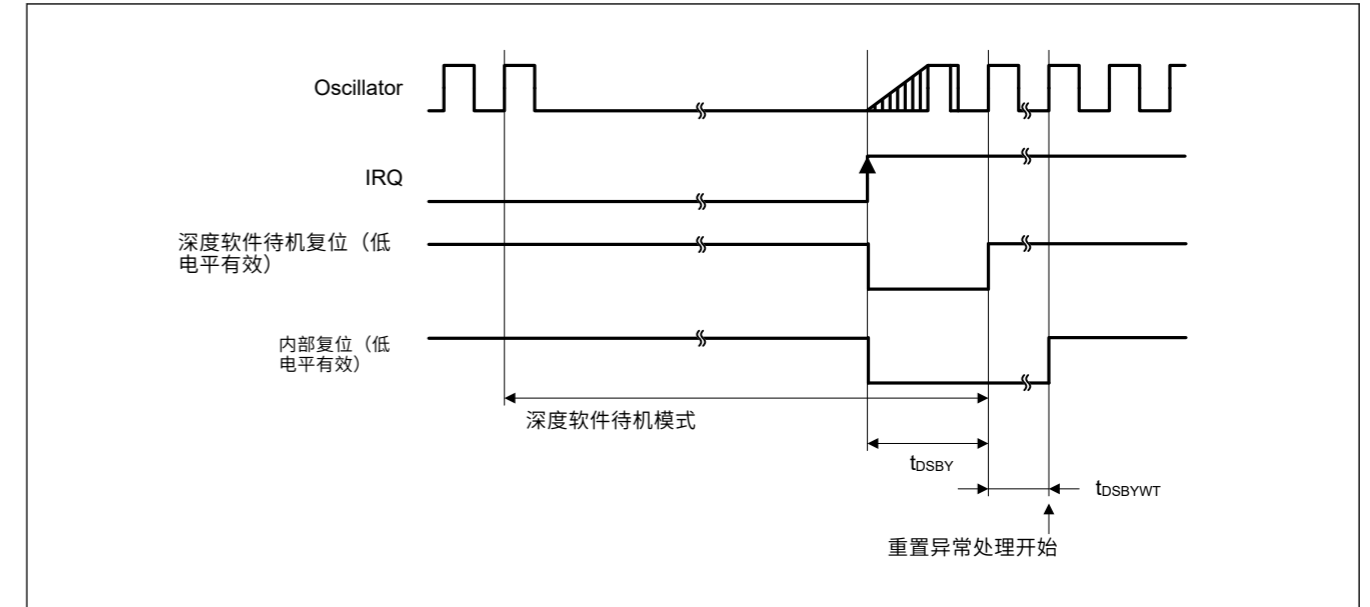 Oscillator
IRQ
深度软件待机复位（低
电平有效）
内部复位（低
电平有效）
深度软件待机模式
tDSBY
tDSBYWT
重置异常处理开始